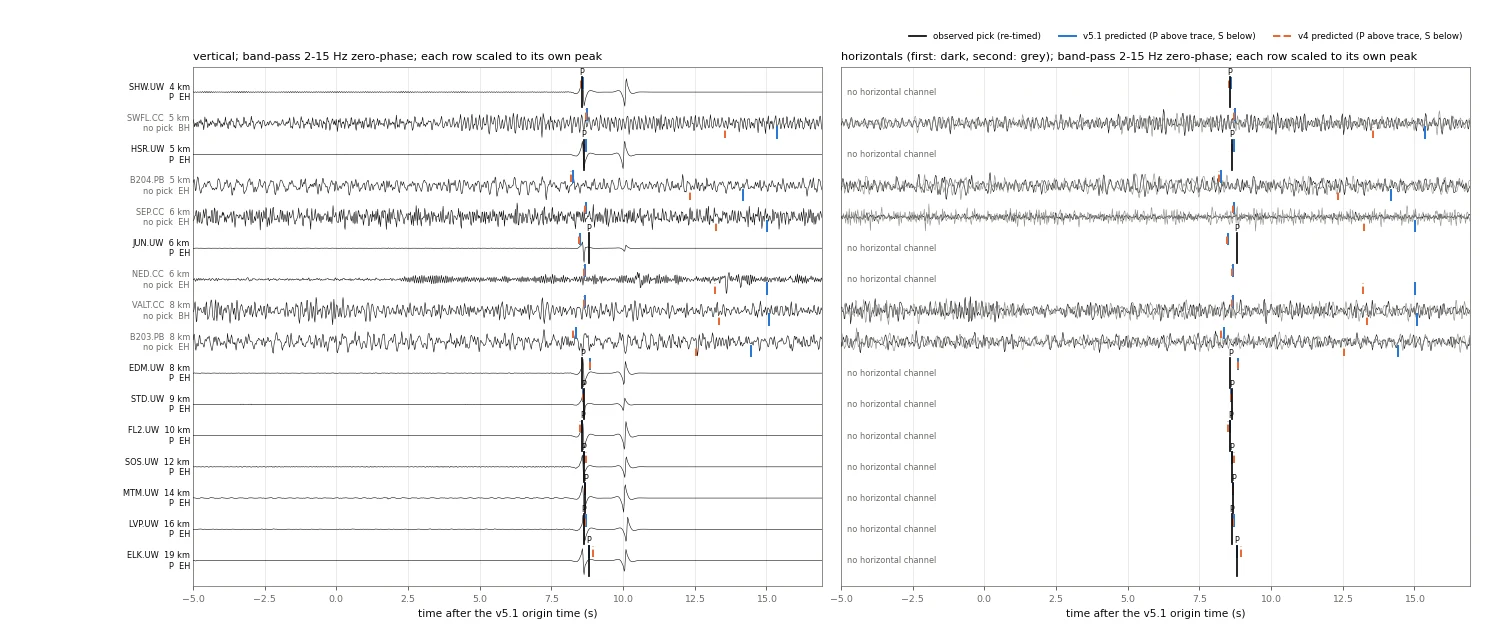 observed pick (re-timed)
v5.1 predicted (P above trace, S below)
v4 predicted (P above trace, S below)
vertical; band-pass 2-15 Hz zero-phase; each row scaled to its own peak
horizontals (first: dark, second: grey); band-pass 2-15 Hz zero-phase; each row scaled to its own peak
SHW.UW 4 km
P EH
P
P
no horizontal channel
SWFL.CC 5 km
no pick BH
HSR.UW 5 km
P EH
P
P
no horizontal channel
B204.PB 5 km
no pick EH
SEP.CC 6 km
no pick EH
JUN.UW 6 km
P EH
P
P
no horizontal channel
NED.CC 6 km
no pick EH
no horizontal channel
VALT.CC 8 km
no pick BH
B203.PB 8 km
no pick EH
EDM.UW 8 km
P EH
P
P
no horizontal channel
STD.UW 9 km
P EH
P
P
no horizontal channel
FL2.UW 10 km
P EH
P
P
no horizontal channel
SOS.UW 12 km
P EH
P
P
no horizontal channel
MTM.UW 14 km
P EH
P
P
no horizontal channel
LVP.UW 16 km
P EH
P
P
no horizontal channel
ELK.UW 19 km
P EH
P
P
no horizontal channel
−5.0 −2.5 0.0 2.5 5.0 7.5 10.0 12.5 15.0
−5.0 −2.5 0.0 2.5 5.0 7.5 10.0 12.5 15.0
time after the v5.1 origin time (s)
time after the v5.1 origin time (s)